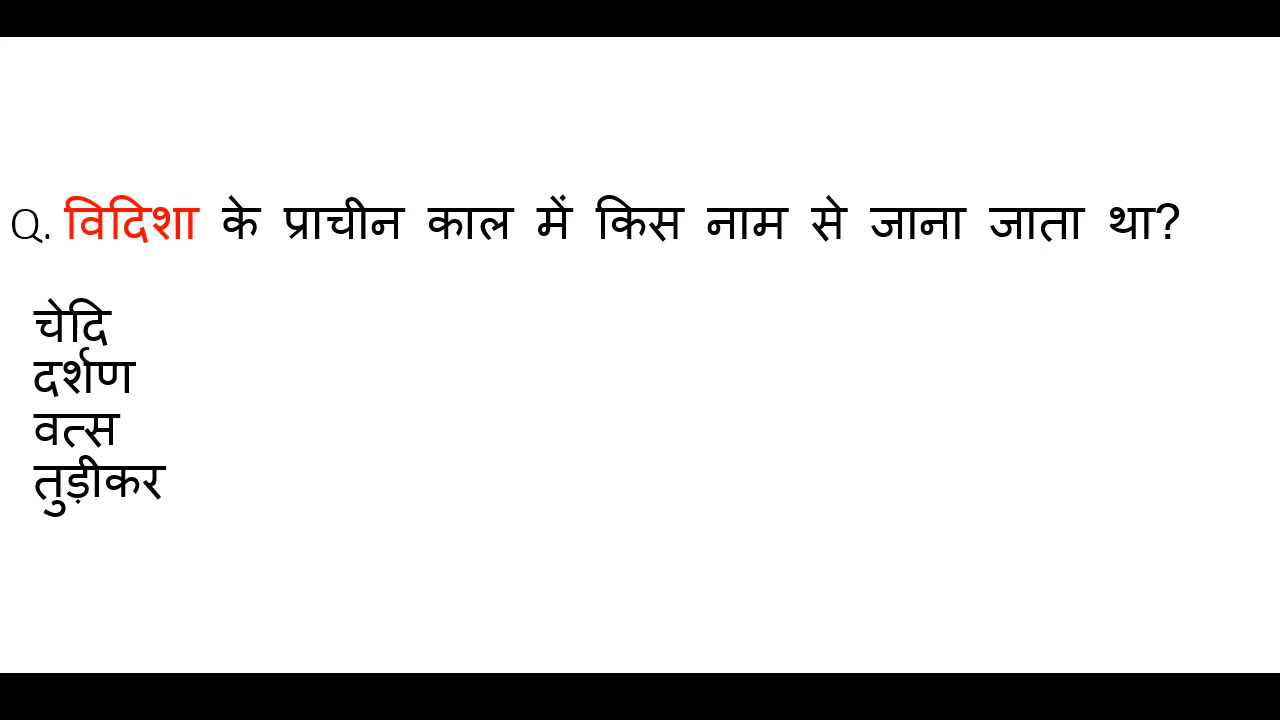 Q. विदिशा के प्राचीन काल में किस नाम से जाना जाता था?
चेदि
दर्शण
वत्स
तुड़ीकर